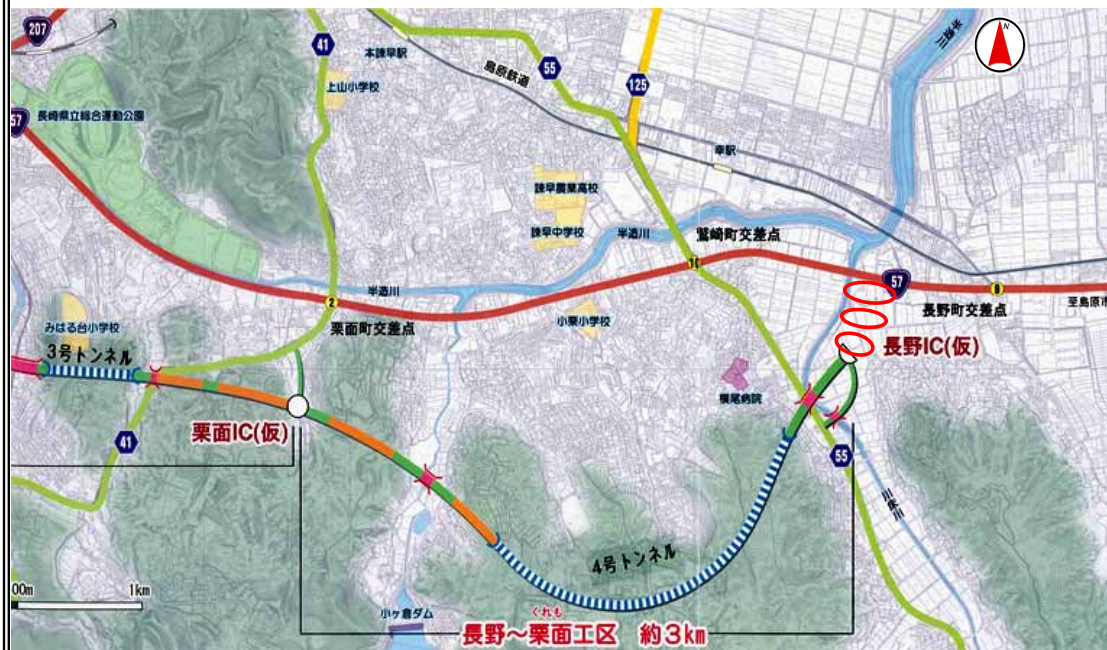 207
41
本諫早駅
55
島原鉄道
125
半造川
N
上山小学校
57
長崎県立総合運動公園
幸駅
諫早農業高校
諫早中学校
半造川
鷲崎町交差点
10
57
半造川
2
栗面町交差点
小栗小学校
長野町交差点
9
至島原市
みはる台小学校
3号トンネル
長野IC(仮)
栗面IC(仮)
41
55
川床川
4号トンネル
00m
1km
小ヶ倉ダム
くれも
長野〜栗面工区 約3km